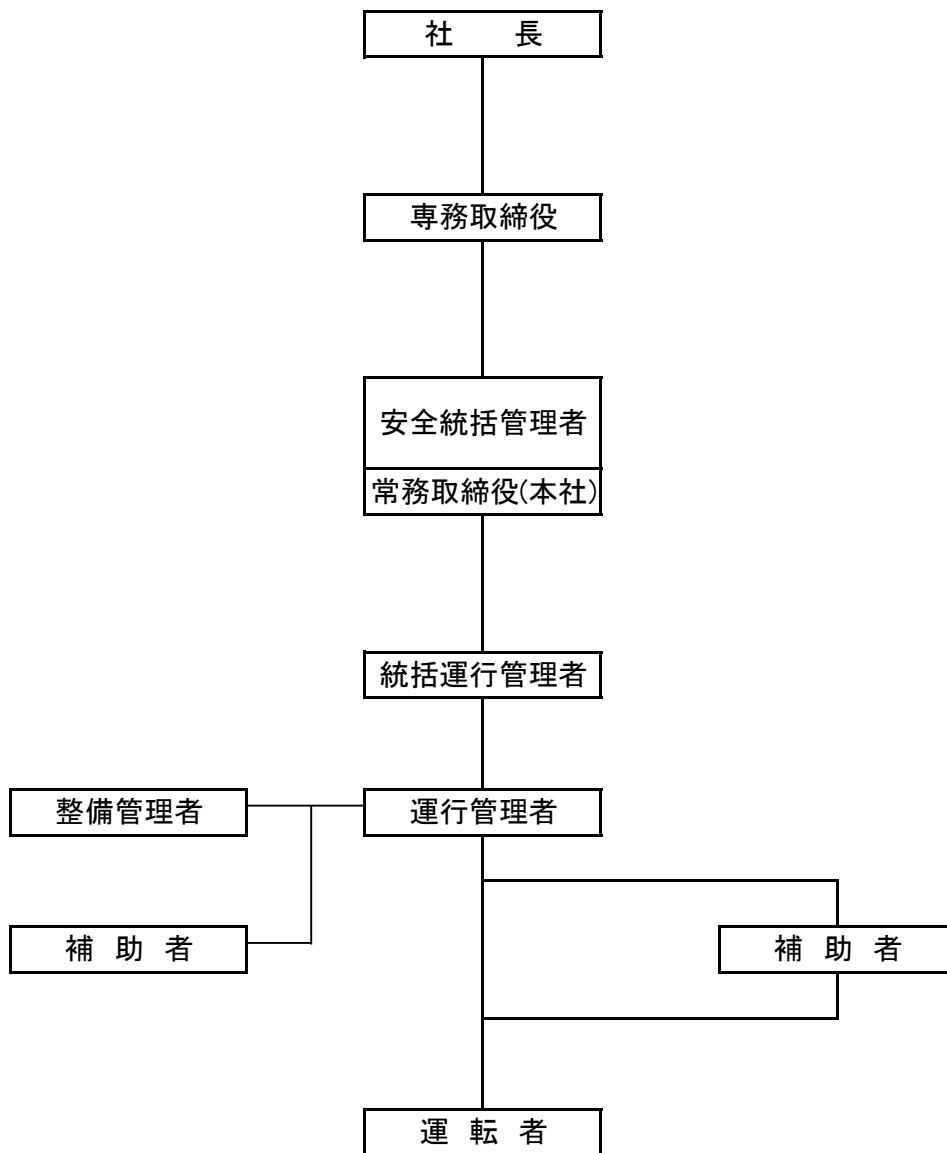 社　　長
専務取締役
安全統括管理者
常務取締役(本社)
統括運行管理者
整備管理者
運行管理者
補 助 者
補 助 者
運 転 者